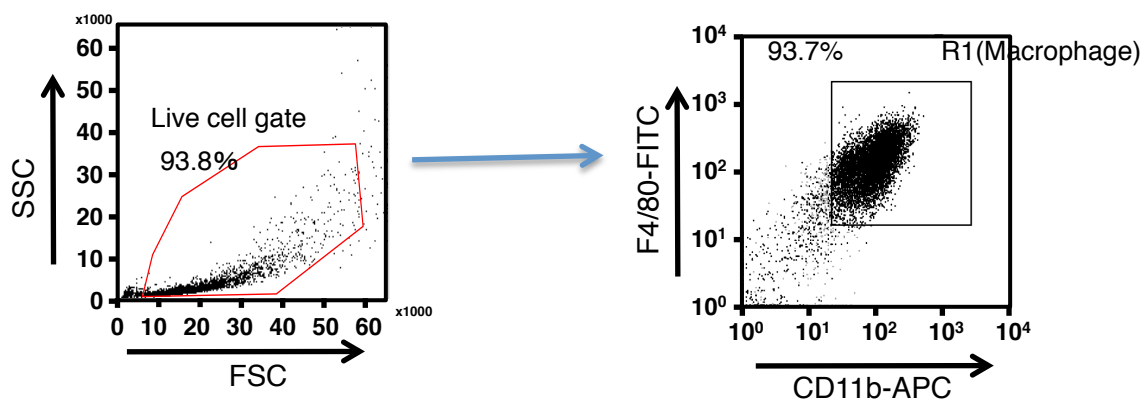 x1000
60
50
40
30
20
10
0
0 10 20 30 40 50 60
x1000
SSC
FSC
Live cell gate
93.8%
93.7%
R1(Macrophage)
10⁴
10³
10²
10¹
10⁰
10⁰ 10¹ 10² 10³ 10⁴
F4/80-FITC
CD11b-APC